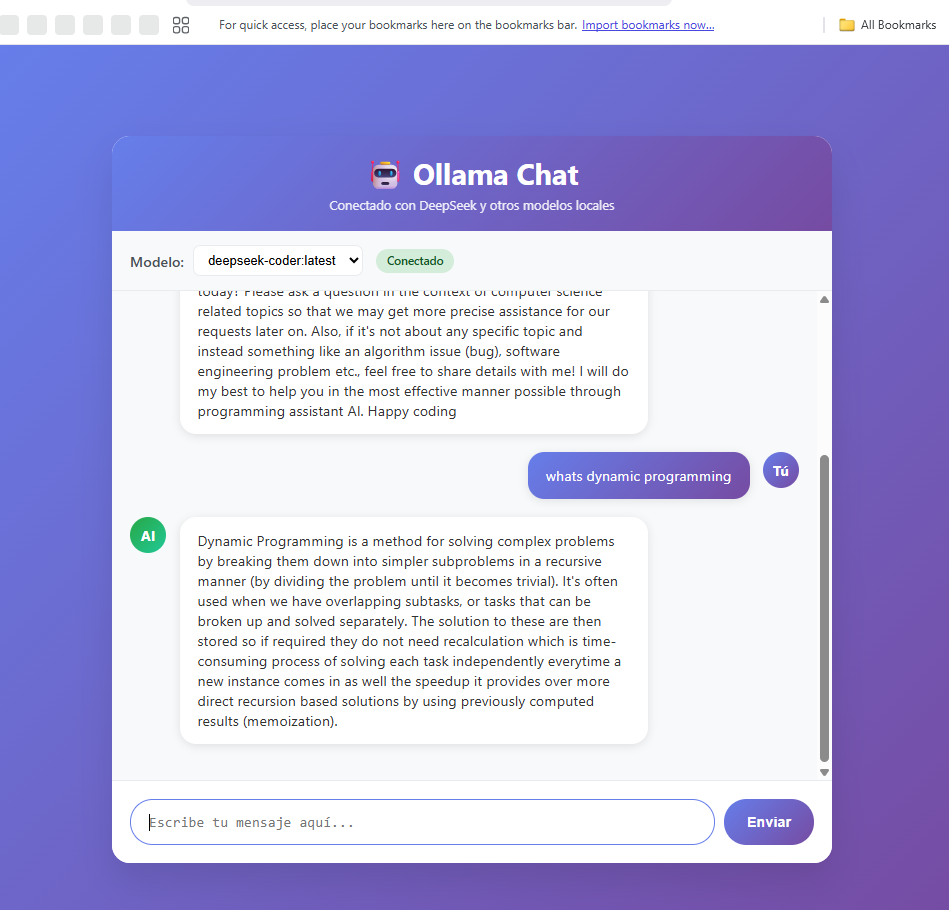 For quick access, place your bookmarks here on the bookmarks bar. Import bookmarks now...
All Bookmarks
Ollama Chat
Conectado con DeepSeek y otros modelos locales
Modelo:
deepseek-coder:latest
Conectado
today? Please ask a question in the context of computer science
related topics so that we may get more precise assistance for our
requests later on. Also, if it's not about any specific topic and
instead something like an algorithm issue (bug), software
engineering problem etc., feel free to share details with me! I will do
my best to help you in the most effective manner possible through
programming assistant AI. Happy coding
whats dynamic programming
Tú
AI
Dynamic Programming is a method for solving complex problems
by breaking them down into simpler subproblems in a recursive
manner (by dividing the problem until it becomes trivial). It's often
used when we have overlapping subtasks, or tasks that can be
broken up and solved separately. The solution to these are then
stored so if required they do not need recalculation which is time-
consuming process of solving each task independently everytime a
new instance comes in as well the speedup it provides over more
direct recursion based solutions by using previously computed
results (memoization).
Escribe tu mensaje aquí...
Enviar